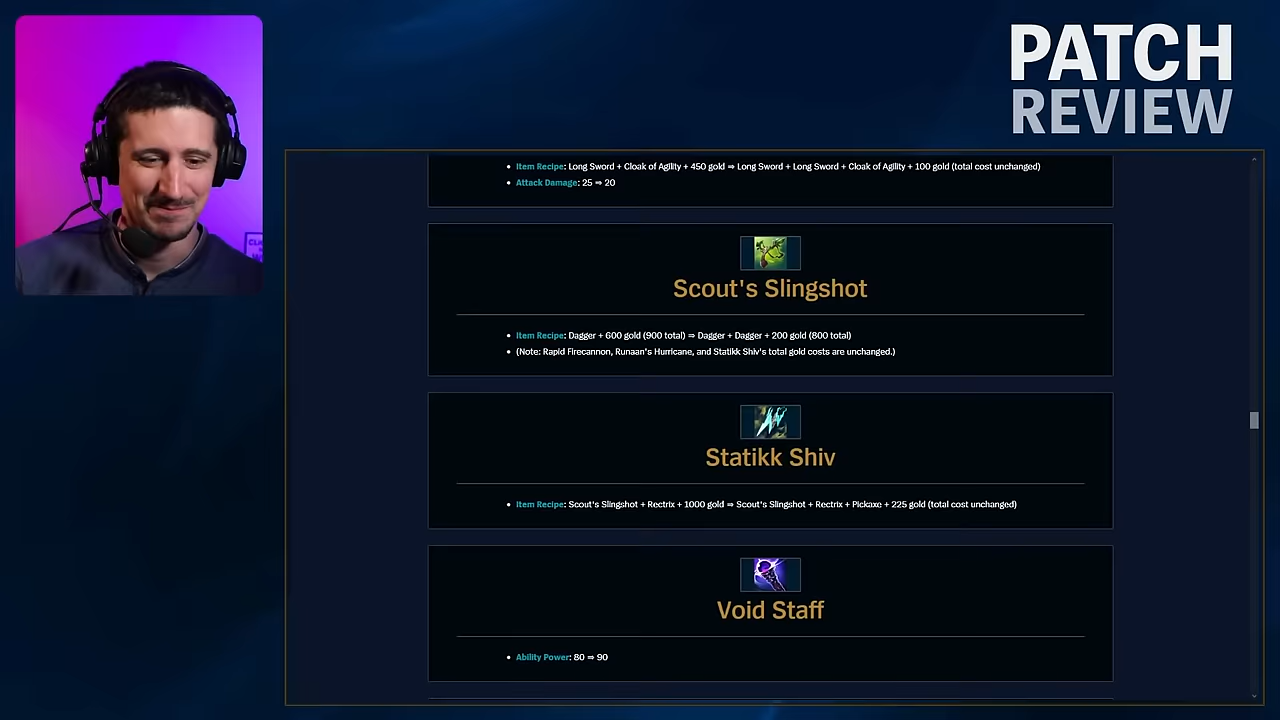 PATCH
REVIEW
Item Recipe: Long Sword + Cloak of Agility + 450 gold ⇒ Long Sword + Long Sword + Cloak of Agility + 100 gold (total cost unchanged)
Attack Damage: 25 ⇒ 20
Scout's Slingshot
Item Recipe: Dagger + 600 gold (900 total) ⇒ Dagger + Dagger + 200 gold (800 total)
(Note: Rapid Firecannon, Runaan's Hurricane, and Statikk Shiv's total gold costs are unchanged.)
Statikk Shiv
Item Recipe: Scout's Slingshot + Rectrix + 1000 gold ⇒ Scout's Slingshot + Rectrix + Pickaxe + 225 gold (total cost unchanged)
Void Staff
Ability Power: 80 ⇒ 90